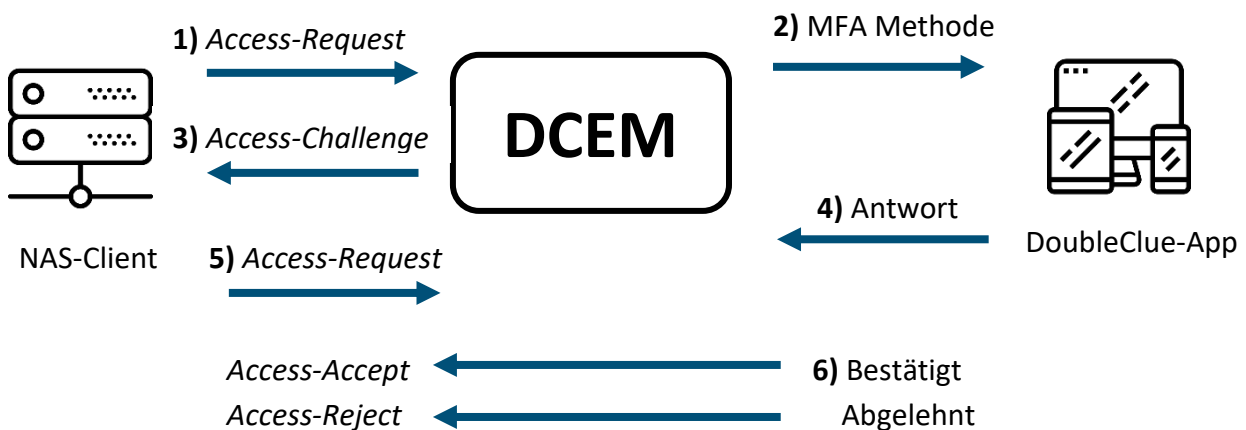 1) Access-Request
2) MFA Methode
DCEM
3) Access-Challenge
4) Antwort
NAS-Client
5) Access-Request
DoubleClue-App
Access-Accept
6) Bestätigt
Access-Reject
Abgelehnt